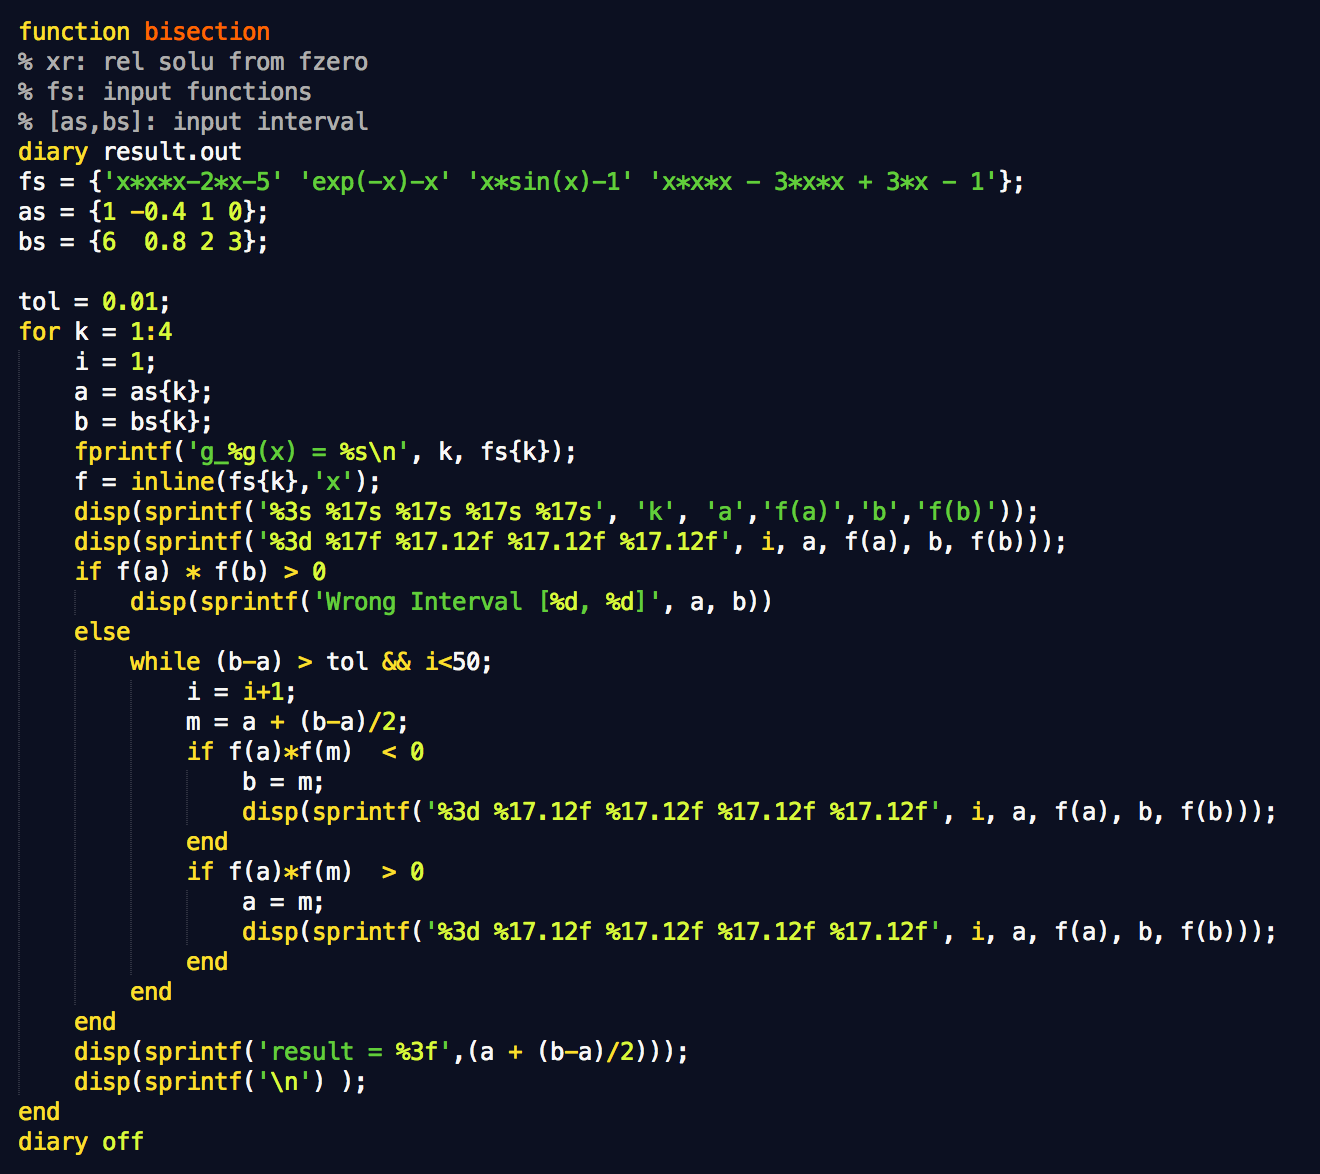 function bisection
% xr: rel solu from fzero
% fs: input functions
% [as,bs]: input interval
diary result.out
fs = {'x*x*x-2*x-5' 'exp(-x)-x' 'x*sin(x)-1' 'x*x*x - 3*x*x + 3*x - 1'};
as = {1 -0.4 1 0};
bs = {6  0.8 2 3};

tol = 0.01;
for k = 1:4
    i = 1;
    a = as{k};
    b = bs{k};
    fprintf('g_%g(x) = %s\n', k, fs{k});
    f = inline(fs{k},'x');
    disp(sprintf('%3s %17s %17s %17s %17s', 'k', 'a','f(a)','b','f(b)'));
    disp(sprintf('%3d %17f %17.12f %17.12f %17.12f', i, a, f(a), b, f(b)));
    if f(a) * f(b) > 0
        disp(sprintf('Wrong Interval [%d, %d]', a, b))
    else
        while (b-a) > tol && i<50;
            i = i+1;
            m = a + (b-a)/2;
            if f(a)*f(m)  < 0
                b = m;
                disp(sprintf('%3d %17.12f %17.12f %17.12f %17.12f', i, a, f(a), b, f(b)));
            end
            if f(a)*f(m)  > 0
                a = m;
                disp(sprintf('%3d %17.12f %17.12f %17.12f %17.12f', i, a, f(a), b, f(b)));
            end
        end
    end
    disp(sprintf('result = %3f',(a + (b-a)/2)));
    disp(sprintf('\n') );
end
diary off